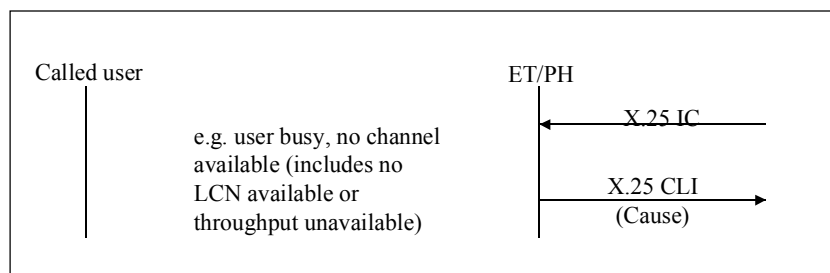 Called user
ET/PH
X.25 IC
e.g. user busy, no channel
available (includes no
LCN available or
throughput unavailable)
X.25 CLI
(Cause)